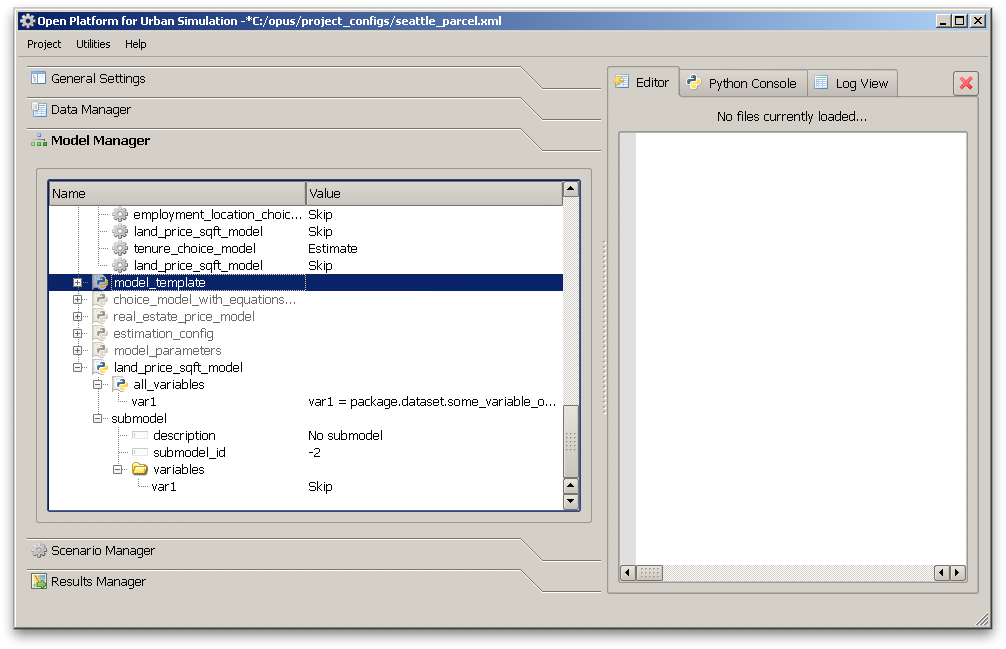 Open Platform for Urban Simulation -*C:/opus/project_configs/seattle_parcel.xml
Project Utilities Help
General Settings
Data Manager
Model Manager
Name Value
employment_location_choic... Skip
land_price_sqft_model Skip
tenure_choice_model Estimate
land_price_sqft_model Skip
model_template
choice_model_with_equations...
real_estate_price_model
estimation_config
model_parameters
land_price_sqft_model
all_variables
var1 var1 = package.dataset.some_variable_o...
submodel
description No submodel
submodel_id -2
variables
var1 Skip
Scenario Manager
Results Manager
Editor Python Console Log View
No files currently loaded...